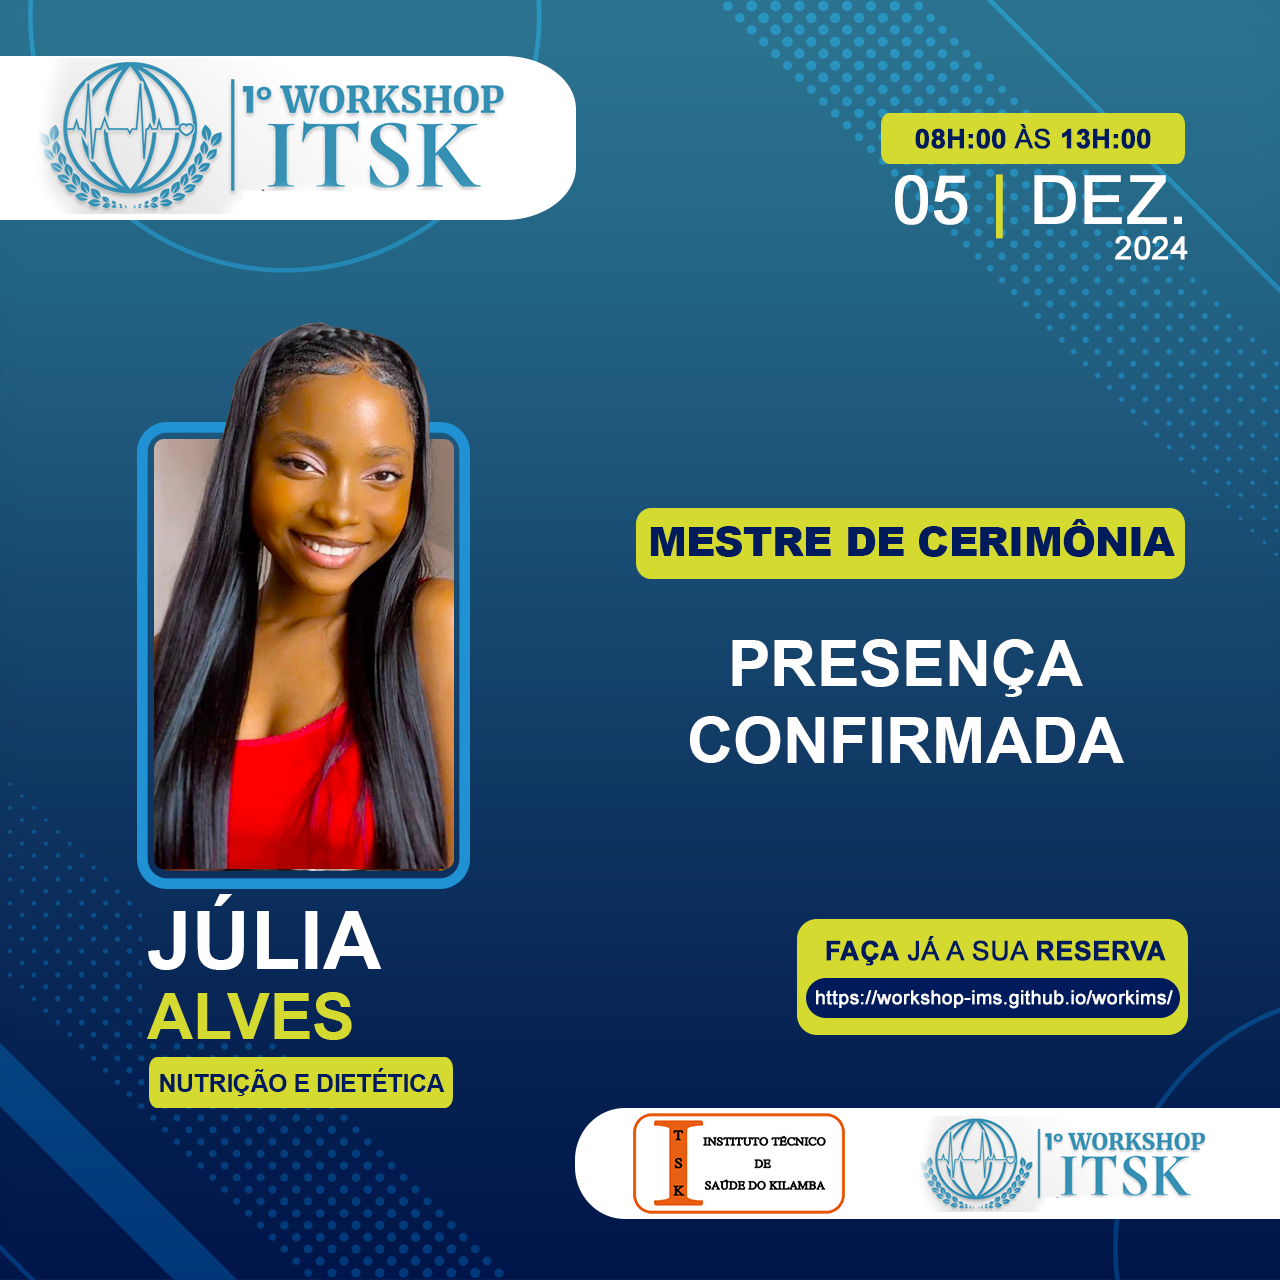 1º WORKSHOP
ITSK
08H:00 ÀS 13H:00
05 | DEZ.
2024
MESTRE DE CERIMÔNIA
PRESENÇA
CONFIRMADA
JÚLIA
ALVES
NUTRIÇÃO E DIETÉTICA
FAÇA JÁ A SUA RESERVA
https://workshop-ims.github.io/workims/
I
T
S
K
INSTITUTO TÉCNICO
DE
SAÚDE DO KILAMBA
1º WORKSHOP
ITSK